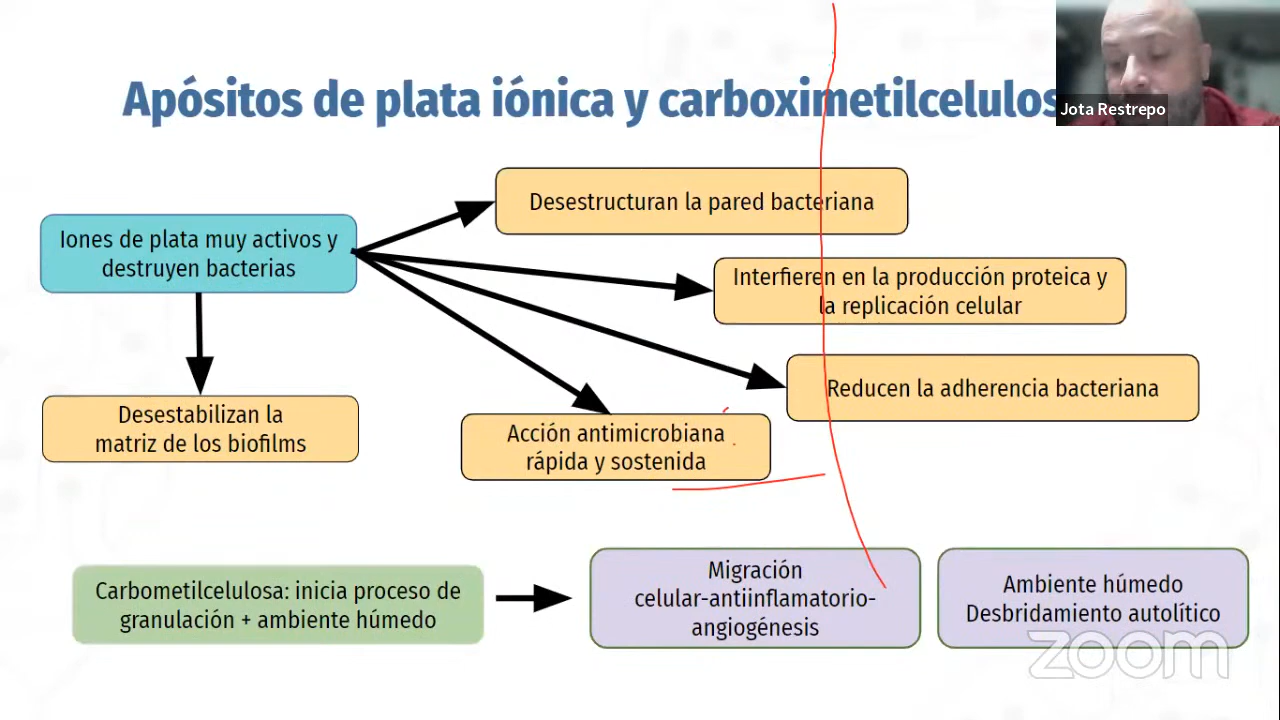 Apósitos de plata iónica y carboximetilcelulos
Jota Restrepo
Desestructuran la pared bacteriana
Iones de plata muy activos y
destruyen bacterias
Interfieren en la producción proteica y
la replicación celular
Reducen la adherencia bacteriana
Desestabilizan la
matriz de los biofilms
Acción antimicrobiana
rápida y sostenida
Carbometilcelulosa: inicia proceso de
granulación + ambiente húmedo
Migración
celular-antiinflamatorio-
angiogénesis
Ambiente húmedo
Desbridamiento autolítico
zoom